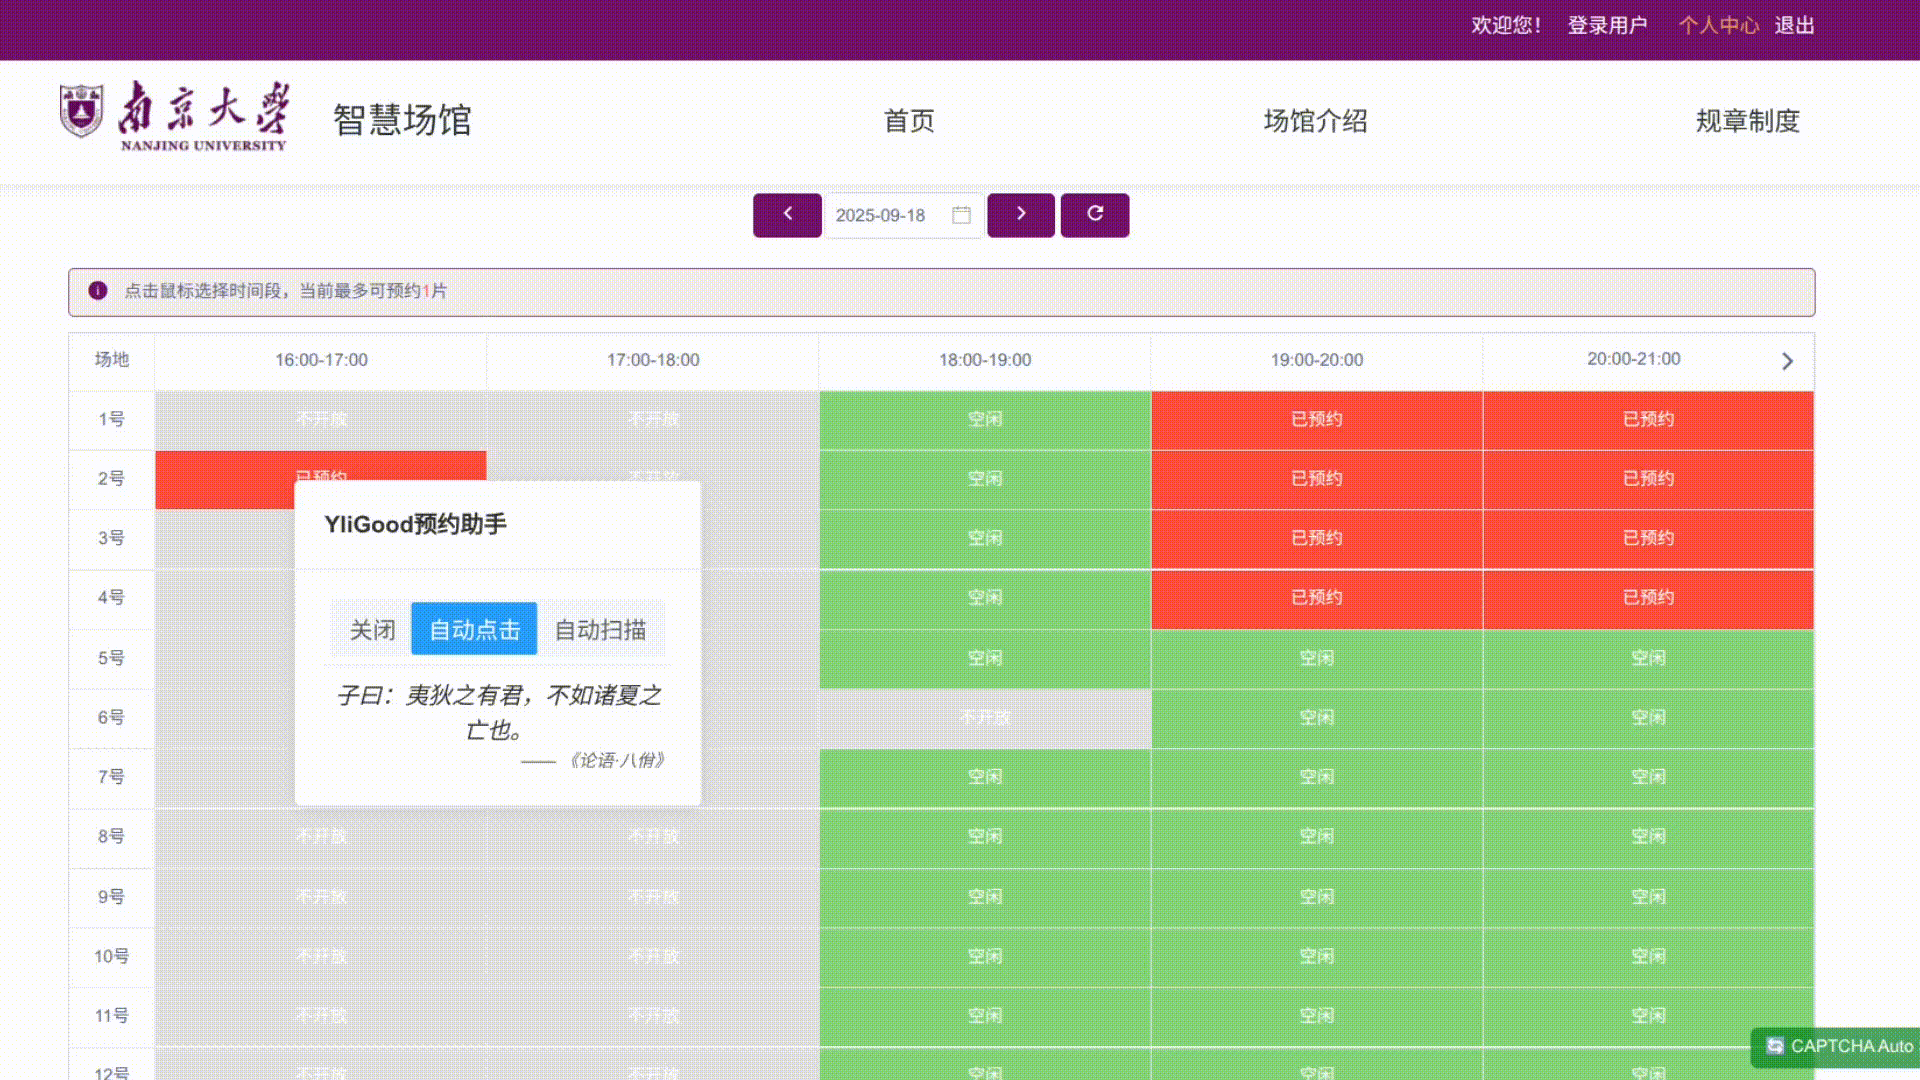 欢迎您！ 登录用户 个人中心 退出
南京大学
NANJING UNIVERSITY
智慧场馆 首页 场馆介绍 规章制度
2025-09-18
点击鼠标选择时间段，当前最多可预约1片
场地 16:00-17:00 17:00-18:00 18:00-19:00 19:00-20:00 20:00-21:00
1号 不开放 不开放 空闲 已预约 已预约
2号 已预约 不开放 空闲 已预约 已预约
3号 空闲 已预约 已预约
4号 空闲 已预约 已预约
5号 空闲 空闲 空闲
6号 不开放 空闲 空闲
7号 空闲 空闲 空闲
8号 不开放 不开放 空闲 空闲 空闲
9号 不开放 不开放 空闲 空闲 空闲
10号 不开放 不开放 空闲 空闲 空闲
11号 不开放 不开放 空闲 空闲 空闲
12号 不开放 不开放 空闲 空闲 空闲
YliGood预约助手
关闭 自动点击 自动扫描
子曰：夷狄之有君，不如诸夏之
亡也。
—— 《论语·八佾》
CAPTCHA Auto